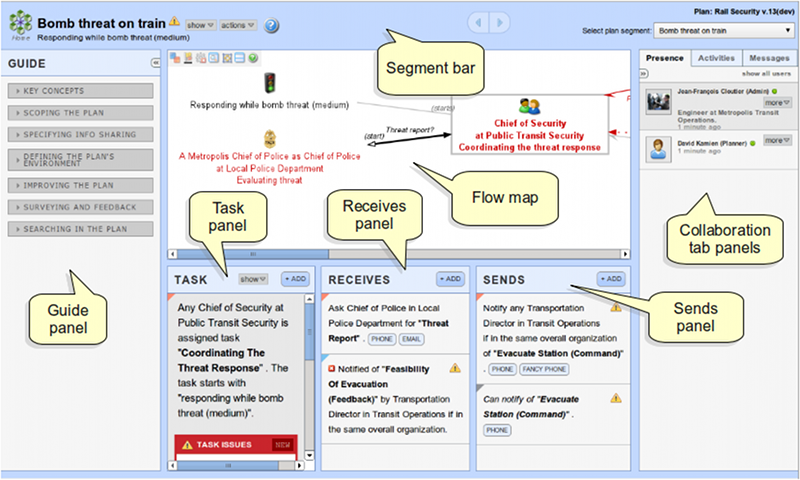 Bomb threat on train
show
actions
?
Home
Responding while bomb threat (medium)
Plan: Rail Security v.13(dev)
Select plan segment:
Bomb threat on train
Segment bar
GUIDE
KEY CONCEPTS
SCOPING THE PLAN
SPECIFYING INFO SHARING
DEFINING THE PLAN'S
ENVIRONMENT
IMPROVING THE PLAN
SURVEYING AND FEEDBACK
SEARCHING IN THE PLAN
Guide
panel
Responding while bomb threat (medium)
(starts)
Threat report?
(start)
A Metropolis Chief of Police as Chief of Police
at Local Police Department
Evaluating threat
Chief of Security
at Public Transit Security
Coordinating the threat response
Flow map
Task
panel
Receives
panel
Presence
Activities
Messages
show all users
Jean-François Cloutier (Admin)
more
Engineer at Metropolis Transit
Operations.
1 minute ago
David Kamien (Planner)
more
1 minute ago
Collaboration
tab panels
TASK
show
+ ADD
Any Chief of Security at
Public Transit Security is
assigned task
"Coordinating The
Threat Response" . The
task starts with
"responding while bomb
threat (medium)".
TASK ISSUES
NEW
RECEIVES
+ ADD
Ask Chief of Police in Local
Police Department for "Threat
Report" .
PHONE
EMAIL
Notified of "Feasibility
Of Evacuation
(Feedback)" by Transportation
Director in Transit Operations if in
the same overall organization.
SENDS
+ ADD
Notify any Transportation
Director in Transit Operations
if in the same overall organization
of "Evacuate Station (Command)"
.
PHONE
FANCY PHONE
Can notify of "Evacuate
Station (Command)" .
PHONE
Sends
panel